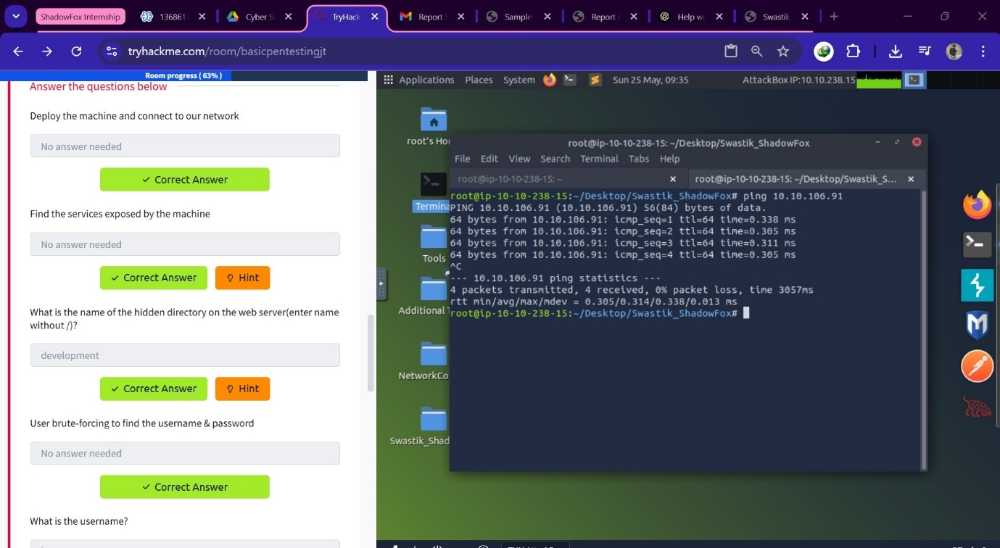 ShadowFox Internship
136861
Cyber S
TryHack
Report
Sample
Report
Help wi
Swastik
tryhackme.com/room/basicpentestingjt
Room progress ( 63% )
Answer the questions below
Deploy the machine and connect to our network
No answer needed
Correct Answer
Find the services exposed by the machine
No answer needed
Correct Answer
Hint
What is the name of the hidden directory on the web server(enter name
without /)?
development
Correct Answer
Hint
User brute-forcing to find the username & password
No answer needed
Correct Answer
What is the username?
Applications Places System Sun 25 May, 09:35 AttackBox IP:10.10.238.15
root's Ho
Termina
Tools
Additional
NetworkCo
Swastik_Shad
root@ip-10-10-238-15: ~/Desktop/Swastik_ShadowFox
File Edit View Search Terminal Tabs Help
root@ip-10-10-238-15: ~
root@ip-10-10-238-15: ~/Desktop/Swastik_S...
root@ip-10-10-238-15:~/Desktop/Swastik_ShadowFox# ping 10.10.106.91
PING 10.10.106.91 (10.10.106.91) 56(84) bytes of data.
64 bytes from 10.10.106.91: icmp_seq=1 ttl=64 time=0.338 ms
64 bytes from 10.10.106.91: icmp_seq=2 ttl=64 time=0.305 ms
64 bytes from 10.10.106.91: icmp_seq=3 ttl=64 time=0.311 ms
64 bytes from 10.10.106.91: icmp_seq=4 ttl=64 time=0.305 ms
^C
--- 10.10.106.91 ping statistics ---
4 packets transmitted, 4 received, 0% packet loss, time 3057ms
rtt min/avg/max/mdev = 0.305/0.314/0.338/0.013 ms
root@ip-10-10-238-15:~/Desktop/Swastik_ShadowFox#